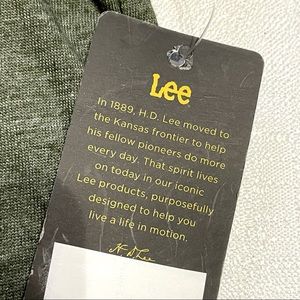 Lee
In 1889, H.D. Lee moved to
the Kansas frontier to help
his fellow pioneers do more
every day. That spirit lives
on today in our iconic
Lee products, purposefully
designed to help you
live a life in motion.
H. D. Lee